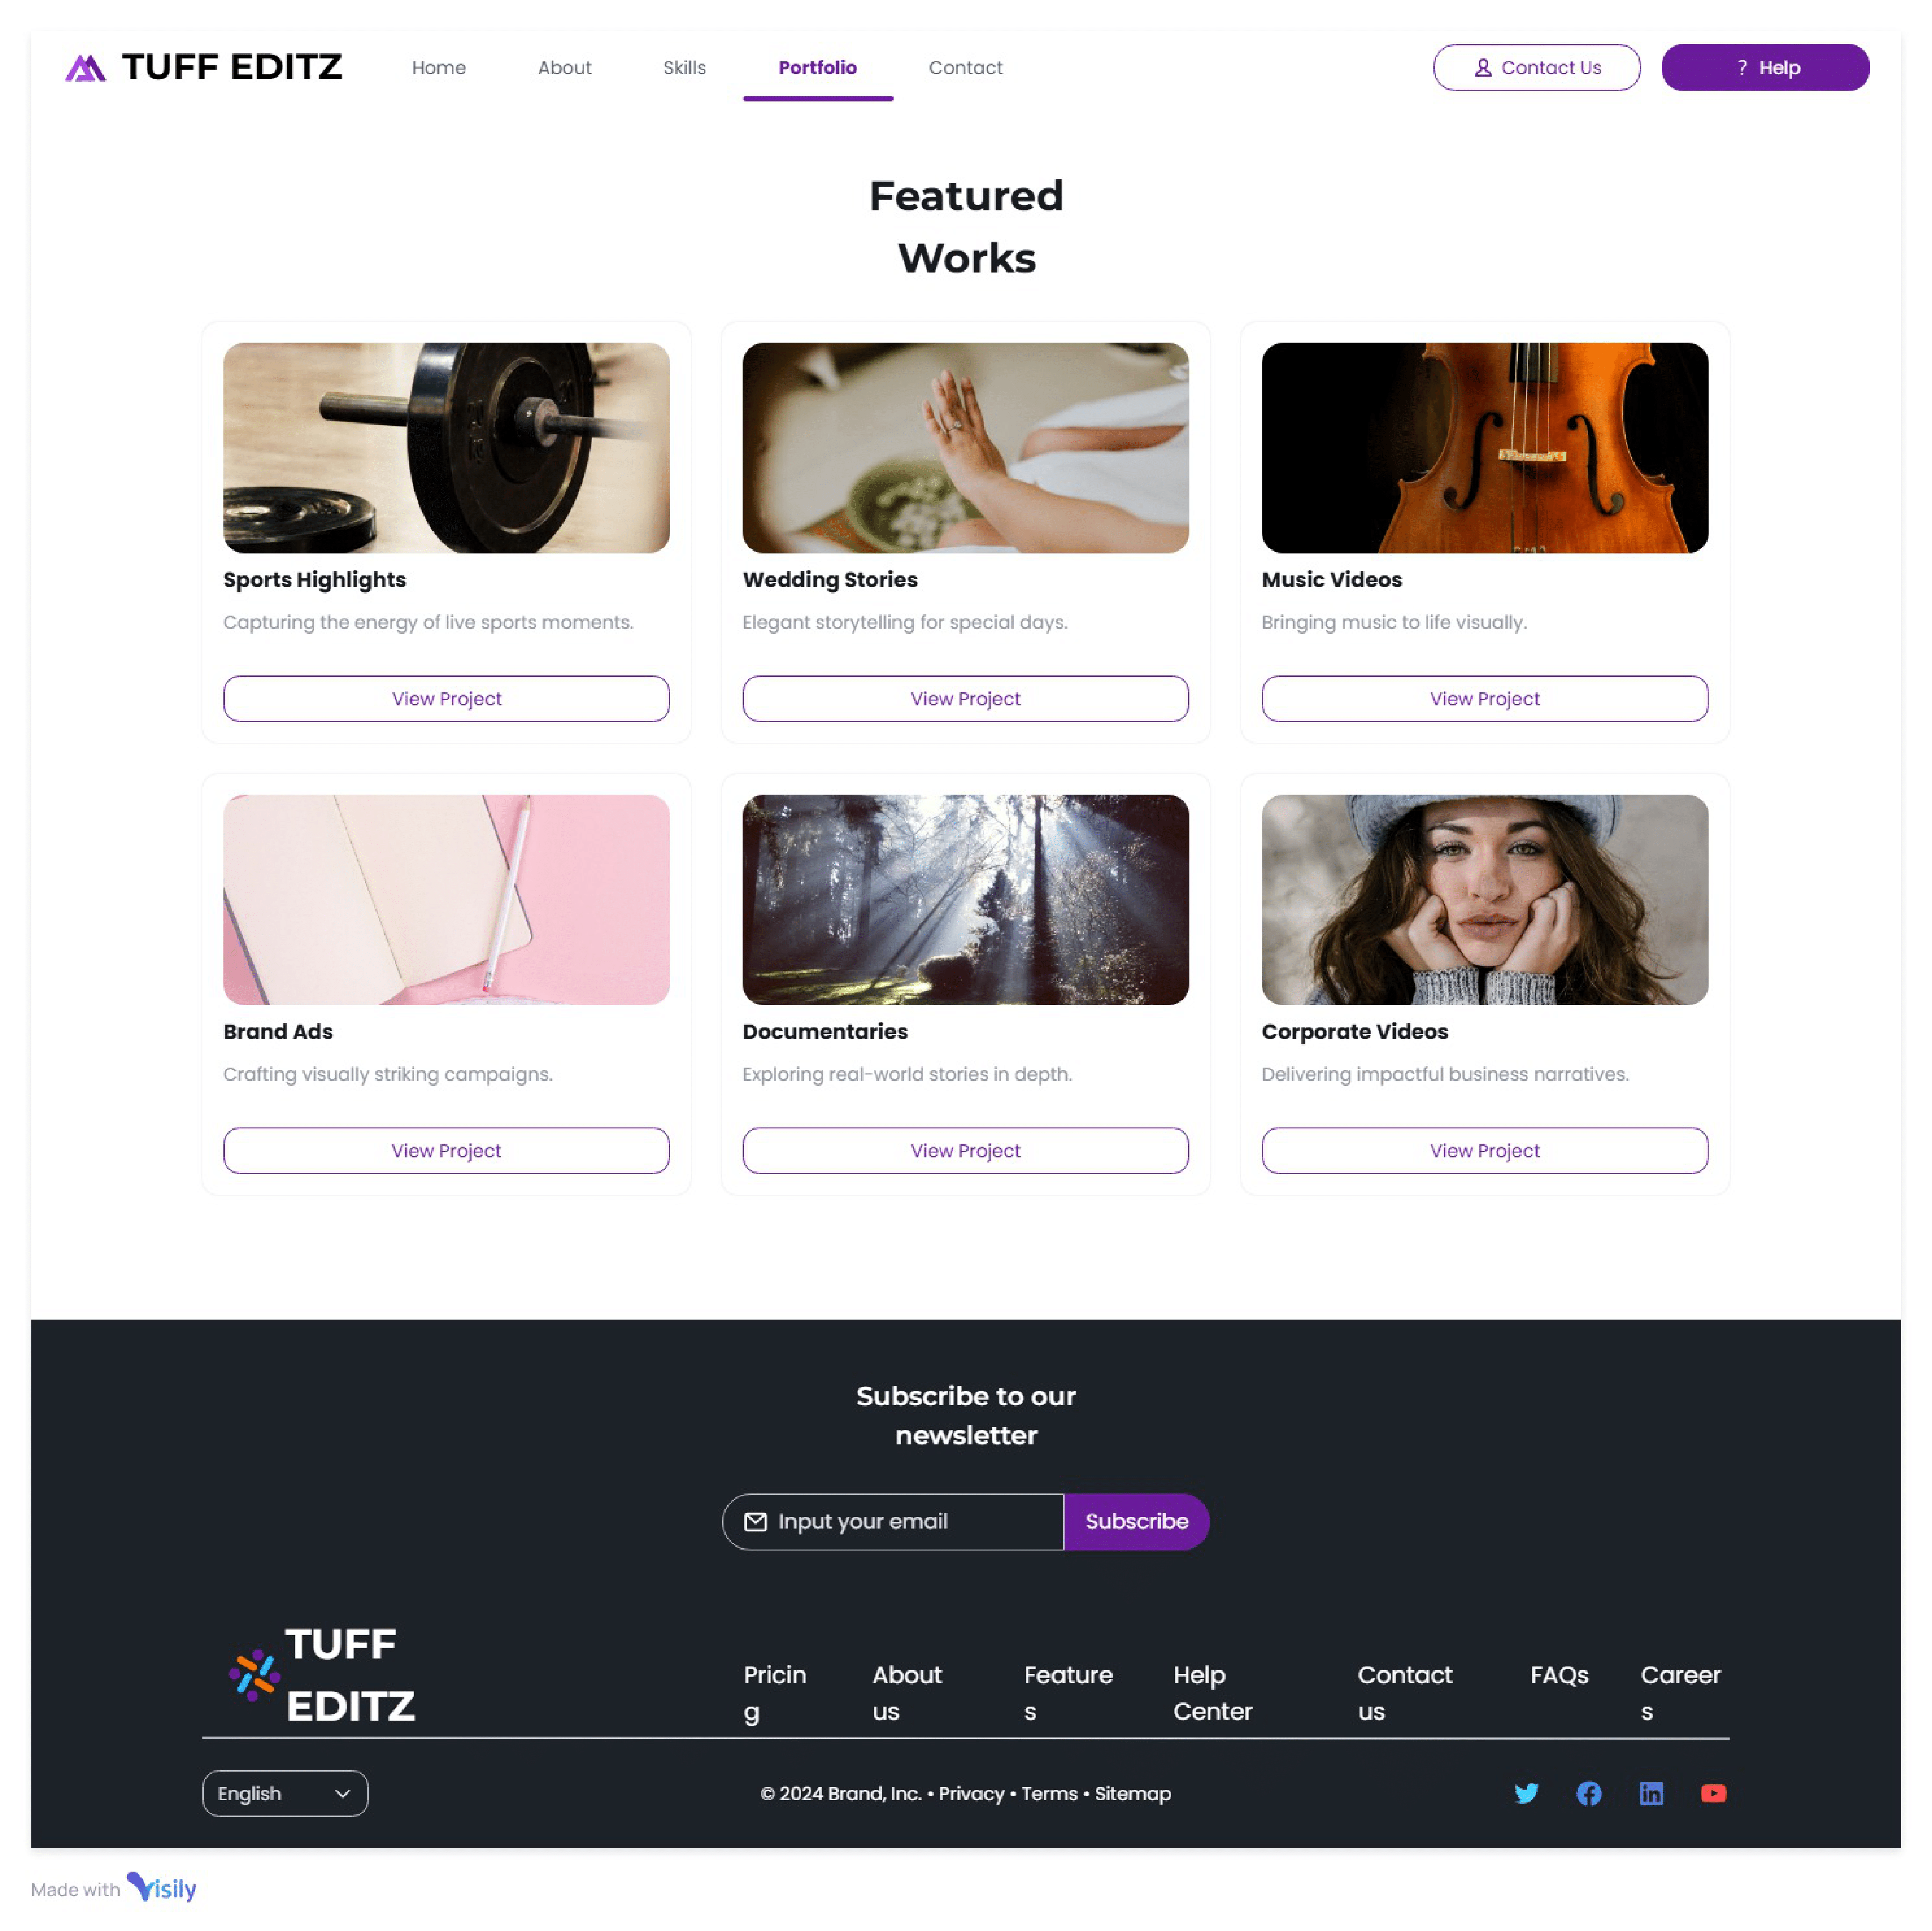 TUFF EDITZ Home About Skills Portfolio Contact Contact Us ? Help
Featured
Works
Sports Highlights
Capturing the energy of live sports moments.
View Project
Wedding Stories
Elegant storytelling for special days.
View Project
Music Videos
Bringing music to life visually.
View Project
Brand Ads
Crafting visually striking campaigns.
View Project
Documentaries
Exploring real-world stories in depth.
View Project
Corporate Videos
Delivering impactful business narratives.
View Project
Subscribe to our
newsletter
Input your email Subscribe
TUFF
EDITZ
Pricin
g
About
us
Feature
s
Help
Center
Contact
us
FAQs
Career
s
English
© 2024 Brand, Inc. • Privacy • Terms • Sitemap
Made with Visily